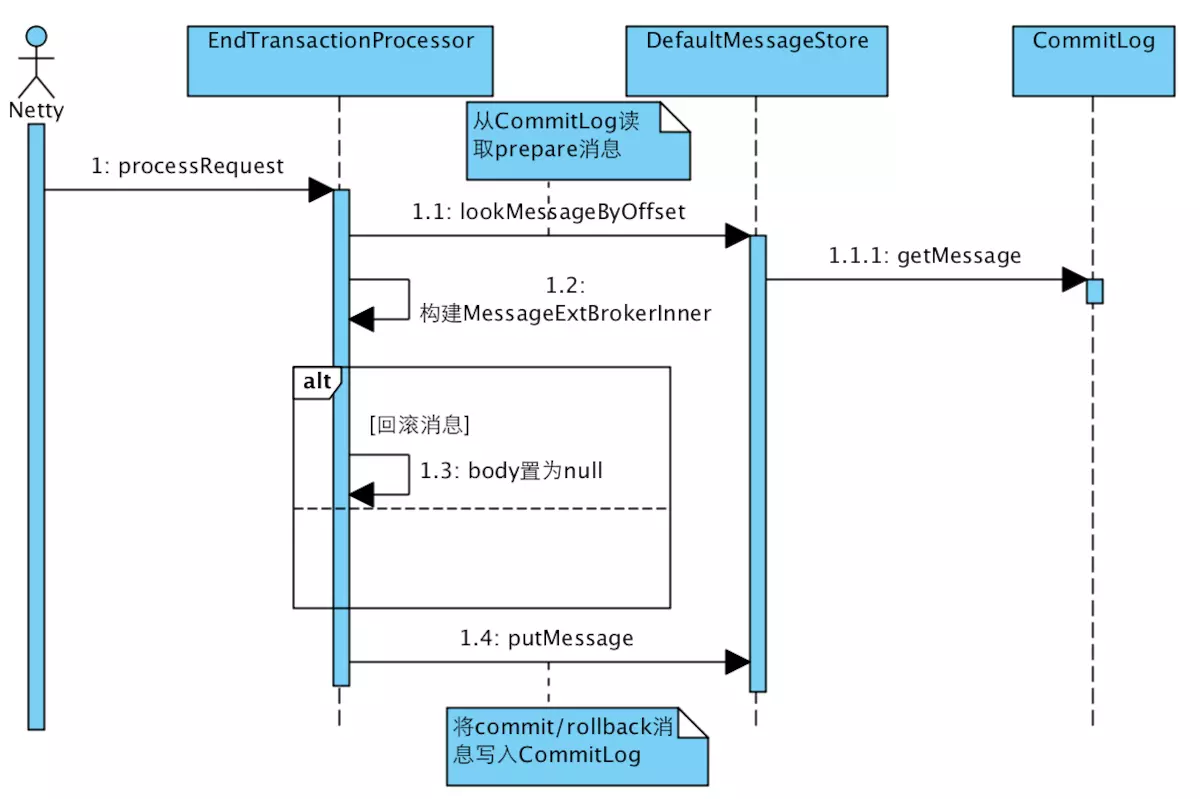 EndTransactionProcessor
DefaultMessageStore
CommitLog
Netty
从CommitLog读
取prepare消息
1: processRequest
1.1: lookMessageByOffset
1.1.1: getMessage
1.2:
构建MessageExtBrokerInner
alt
[回滚消息]
1.3: body置为null
1.4: putMessage
将commit/rollback消
息写入CommitLog